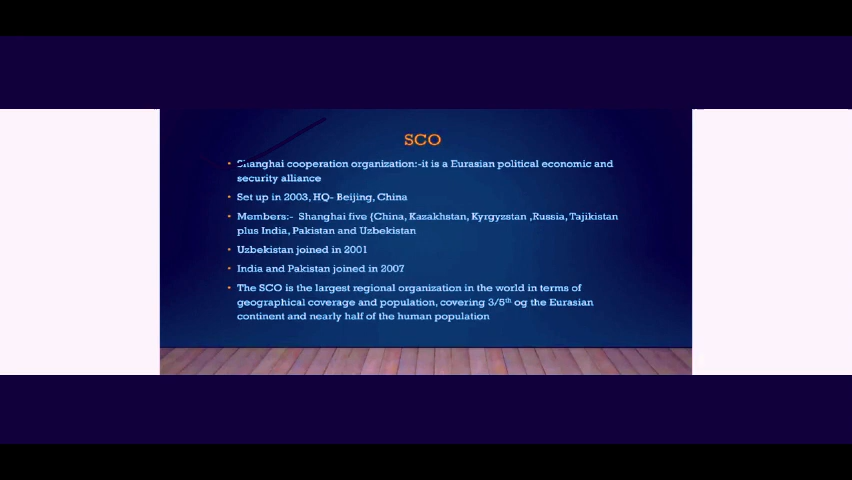 SCO
• Shanghai cooperation organization:-it is a Eurasian political economic and
security alliance
• Set up in 2003, HQ- Beijing, China
• Members:- Shanghai five {China, Kazakhstan, Kyrgyzstan ,Russia, Tajikistan
plus India, Pakistan and Uzbekistan
• Uzbekistan joined in 2001
• India and Pakistan joined in 2007
• The SCO is the largest regional organization in the world in terms of
geographical coverage and population, covering 3/5th og the Eurasian
continent and nearly half of the human population